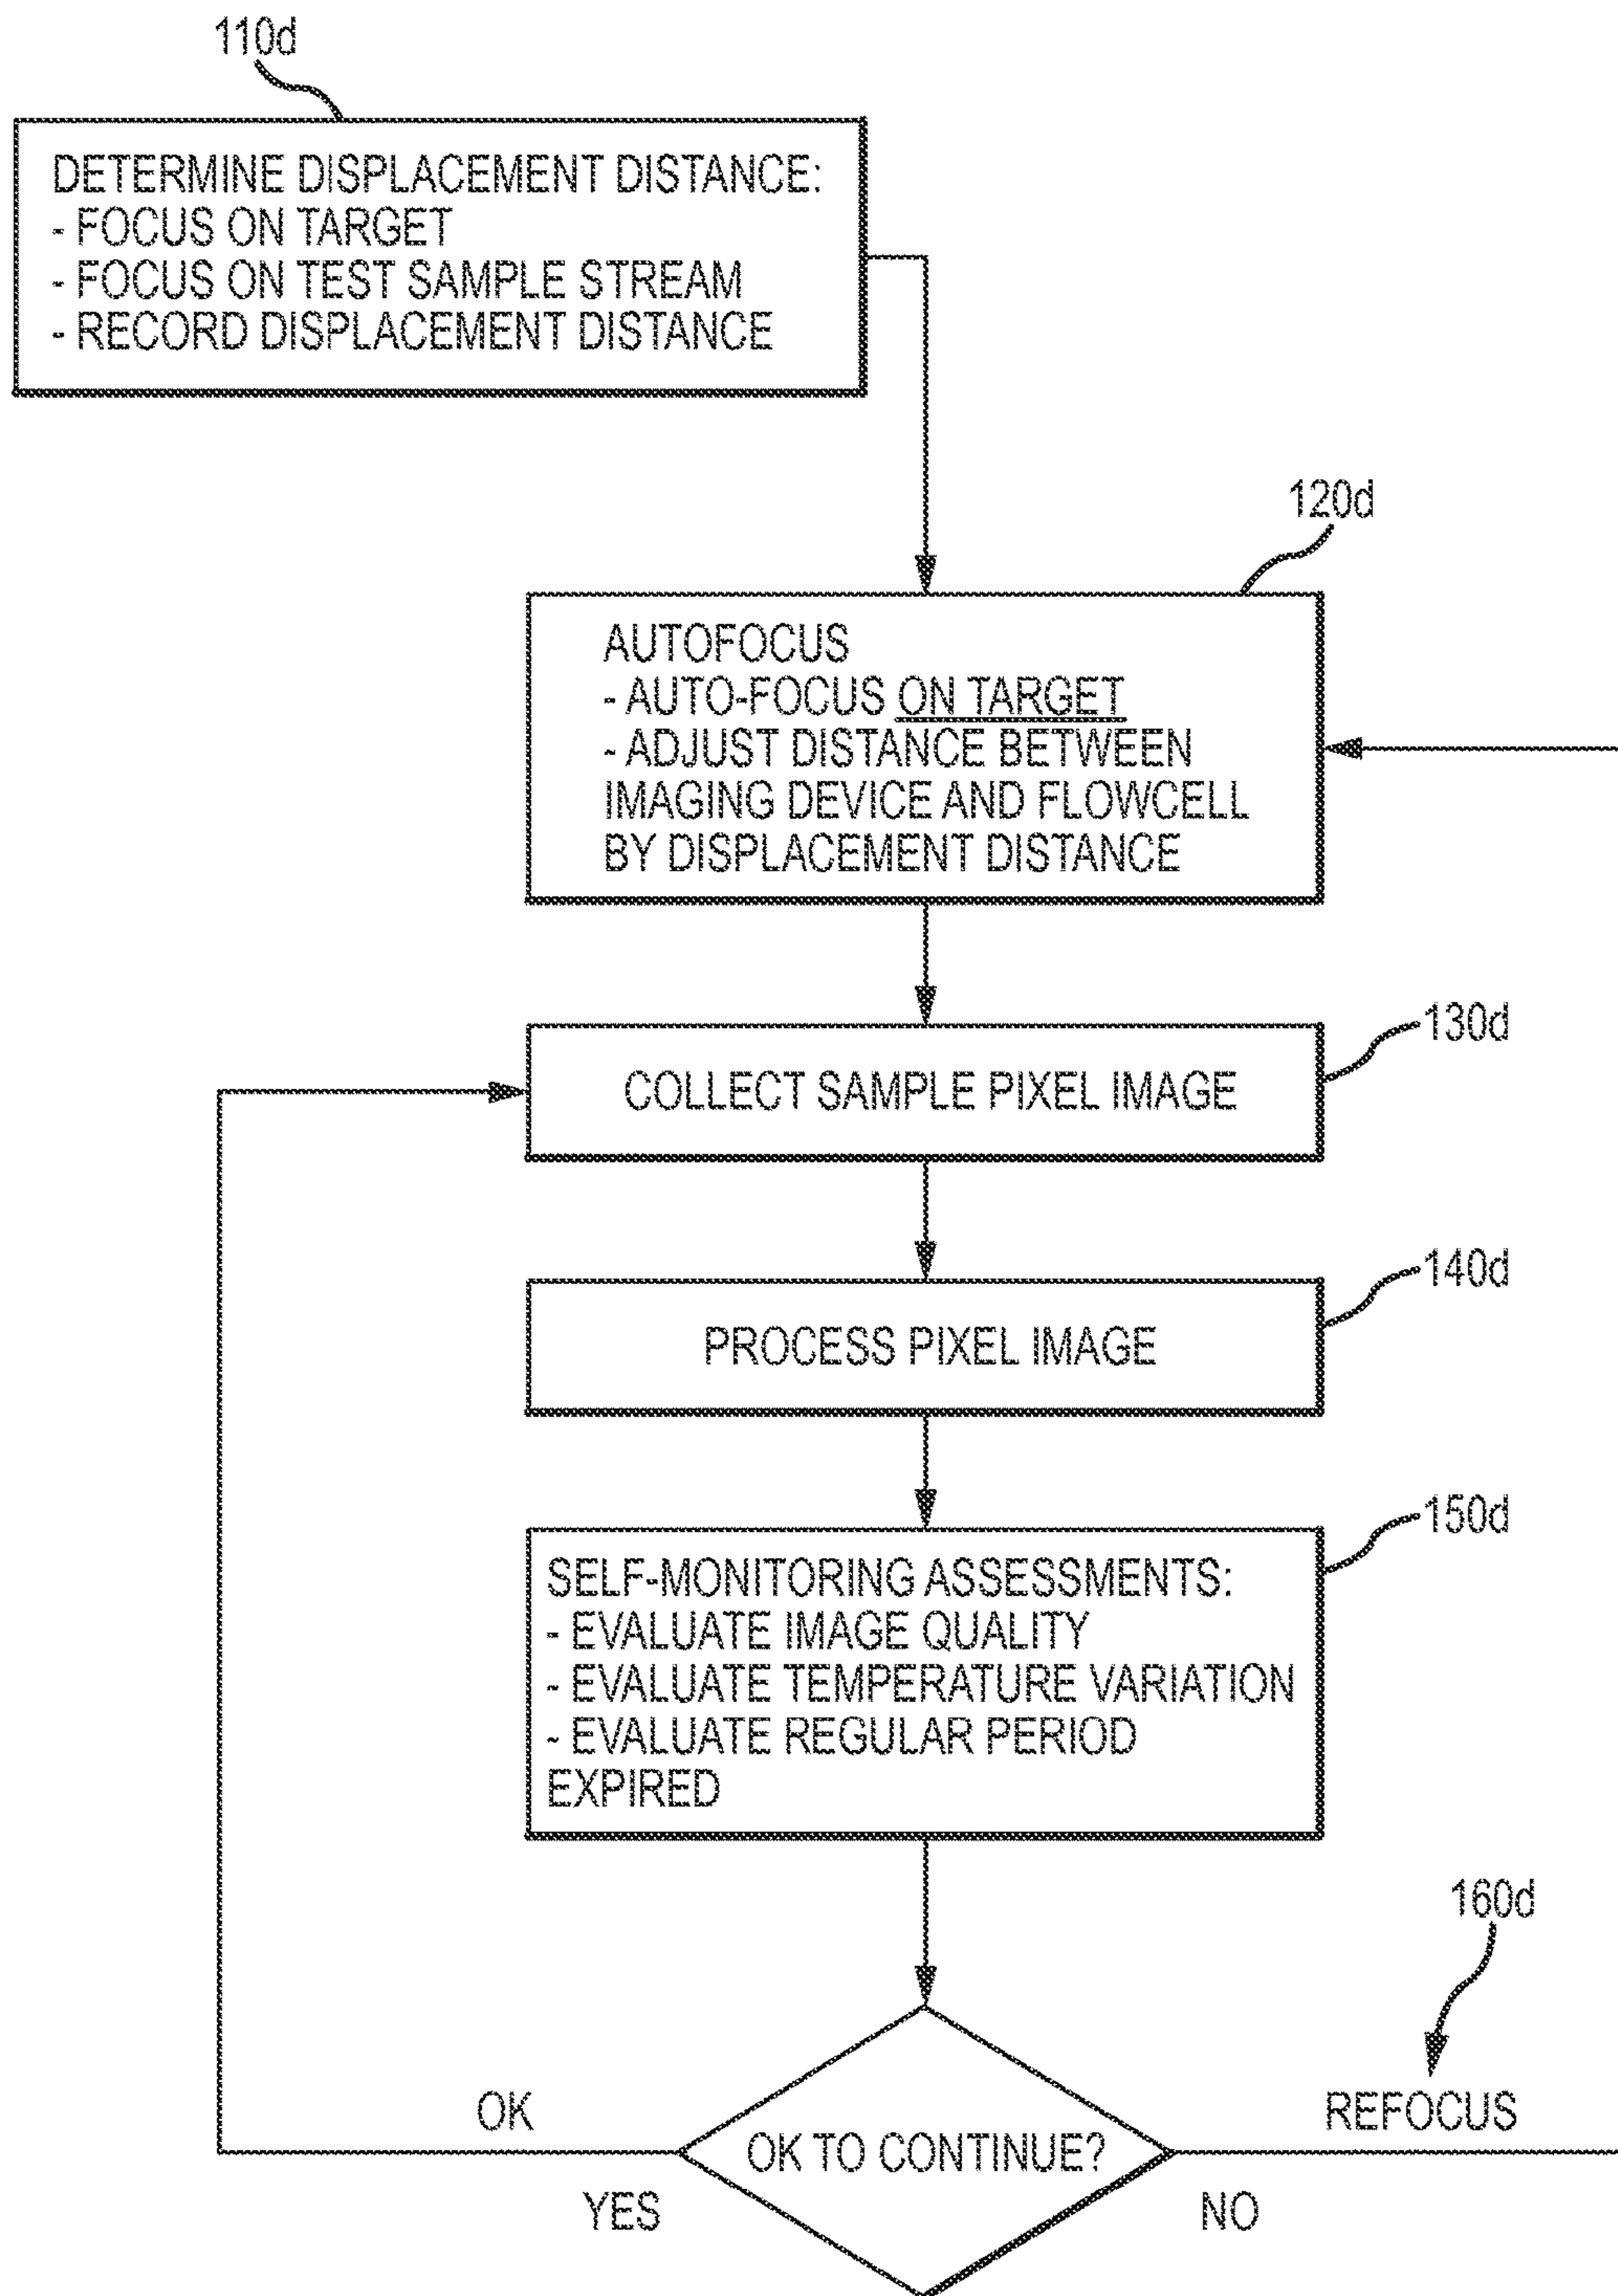 110d
DETERMINE DISPLACEMENT DISTANCE:
- FOCUS ON TARGET
- FOCUS ON TEST SAMPLE STREAM
- RECORD DISPLACEMENT DISTANCE
120d
AUTOFOCUS
- AUTO-FOCUS ON TARGET
- ADJUST DISTANCE BETWEEN
IMAGING DEVICE AND FLOWCELL
BY DISPLACEMENT DISTANCE
130d
COLLECT SAMPLE PIXEL IMAGE
140d
PROCESS PIXEL IMAGE
150d
SELF-MONITORING ASSESSMENTS:
- EVALUATE IMAGE QUALITY
- EVALUATE TEMPERATURE VARIATION
- EVALUATE REGULAR PERIOD
EXPIRED
160d
OK
REFOCUS
OK TO CONTINUE?
YES
NO